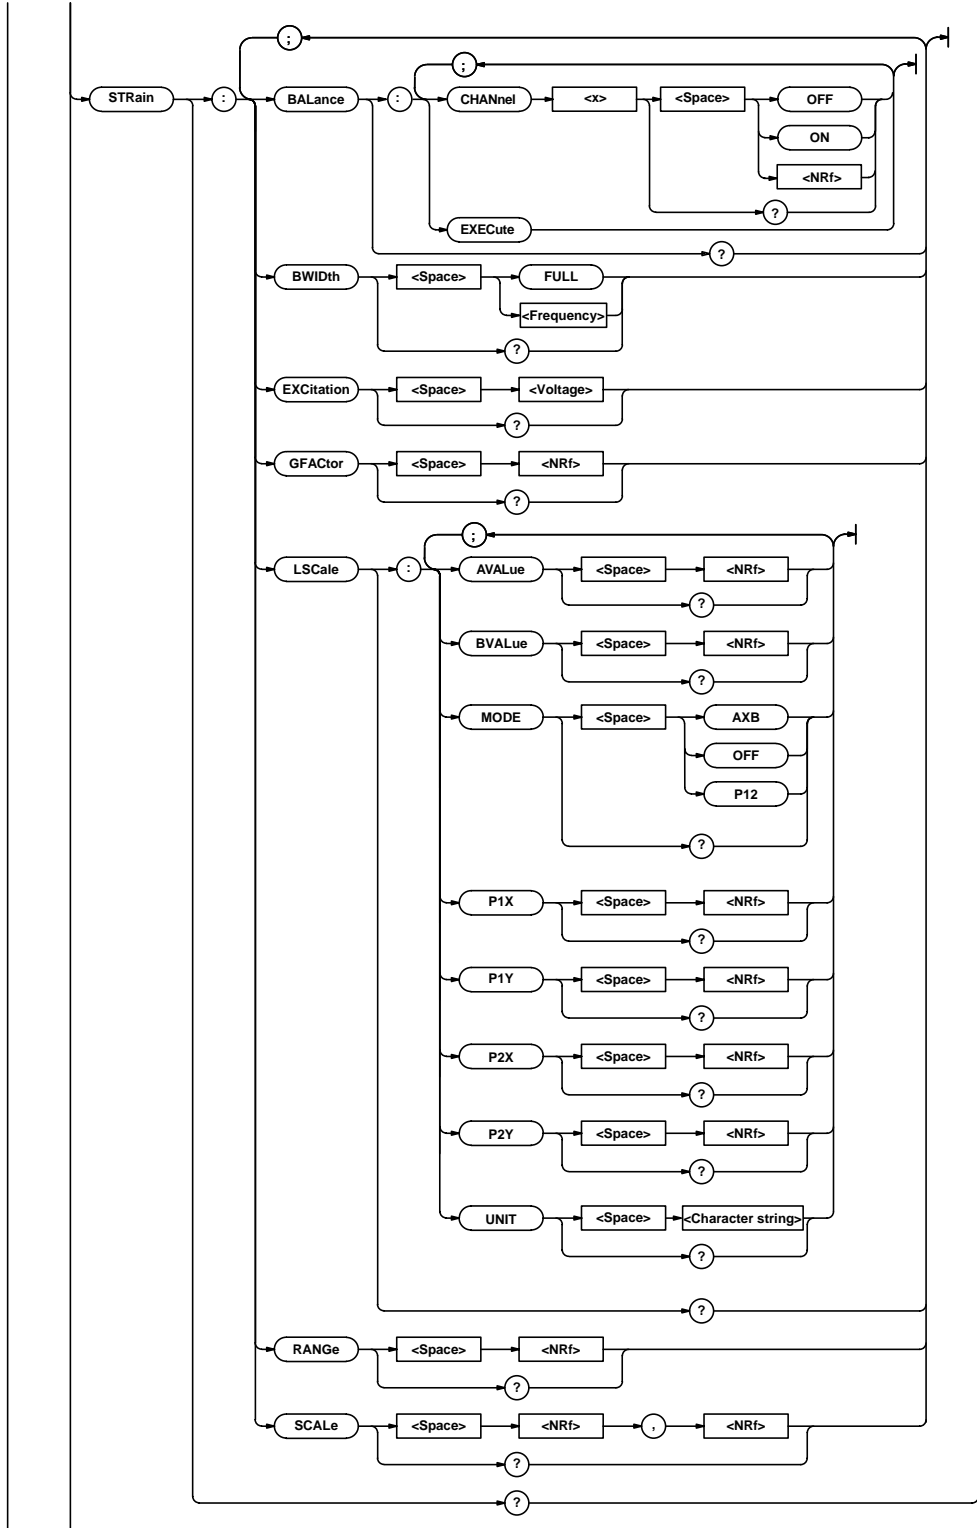 ;
;
STRain : BALance : CHANnel <x> <Space> OFF
ON
<NRf>
?
EXECute
?
BWIDth <Space> FULL
<Frequency>
?
EXCitation <Space> <Voltage>
?
GFACtor <Space> <NRf>
?
;
LSCale : AVALue <Space> <NRf>
?
BVALue <Space> <NRf>
?
MODE <Space> AXB
OFF
P12
?
P1X <Space> <NRf>
?
P1Y <Space> <NRf>
?
P2X <Space> <NRf>
?
P2Y <Space> <NRf>
?
UNIT <Space> <Character string>
?
?
RANGe <Space> <NRf>
?
SCALe <Space> <NRf> , <NRf>
?
?